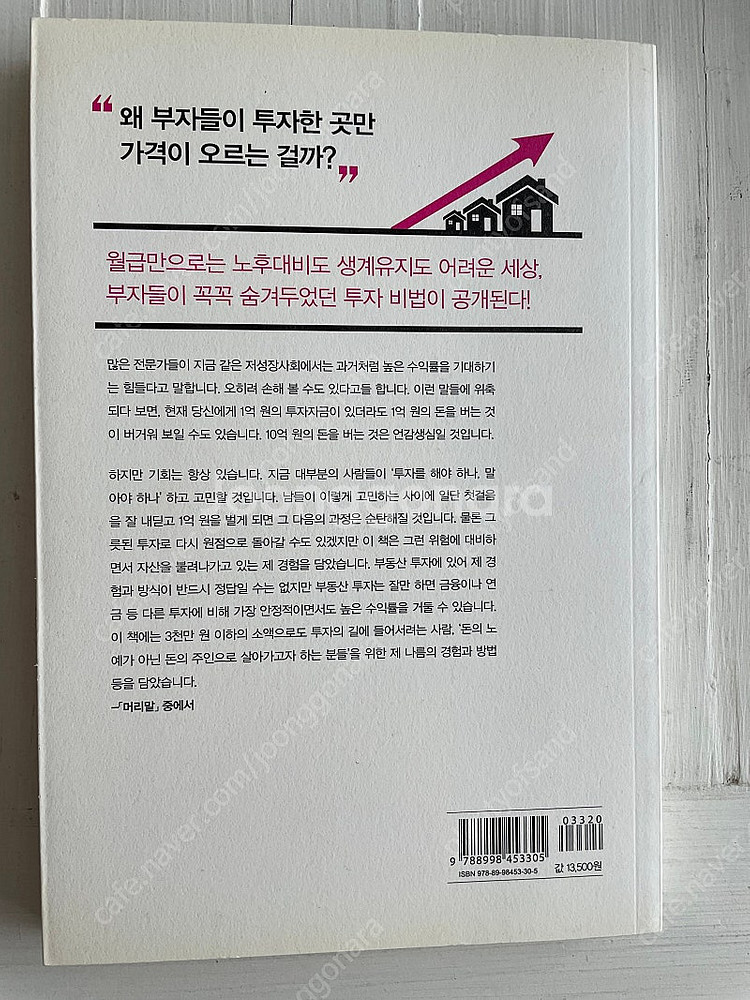 “ 왜 부자들이 투자한 곳만
가격이 오르는 걸까? ”
월급만으로는 노후대비도 생계유지도 어려운 세상,
부자들이 꼭꼭 숨겨두었던 투자 비법이 공개된다!
많은 전문가들이 지금 같은 저성장사회에서는 과거처럼 높은 수익률을 기대하기
는 힘들다고 말합니다. 오히려 손해 볼 수도 있다고들 합니다. 이런 말들에 위축
되다 보면, 현재 당신에게 1억 원의 투자자금이 있더라도 1억 원의 돈을 버는 것
이 버거워 보일 수도 있습니다. 10억 원의 돈을 버는 것은 언감생심일 것입니다.
하지만 기회는 항상 있습니다. 지금 대부분의 사람들이 ‘투자를 해야 하나, 말
아야 하나’ 하고 고민할 것입니다. 남들이 이렇게 고민하는 사이에 일단 첫걸음
을 잘 내딛고 1억 원을 벌게 되면 그 다음의 과정은 순탄해질 것입니다. 물론 그
릇된 투자로 다시 원점으로 돌아갈 수도 있겠지만 이 책은 그런 위험에 대비하
면서 자산을 불려나가고 있는 제 경험을 담았습니다. 부동산 투자에 있어 제 경
험과 방식이 반드시 정답일 수는 없지만 부동산 투자는 잘만 하면 금융이나 연
금 등 다른 투자에 비해 가장 안정적이면서도 높은 수익률을 거둘 수 있습니다.
이 책에는 3천만 원 이하의 소액으로도 투자의 길에 들어서려는 사람, ‘돈의 노
예가 아닌 돈의 주인으로 살아가고자 하는 분들’을 위한 제 나름의 경험과 방법
등을 담았습니다.
—「머리말」 중에서
03320
9 788998 453305
ISBN 978-89-98453-30-5
값 13,500원
cafe.naver.com/joonggonara